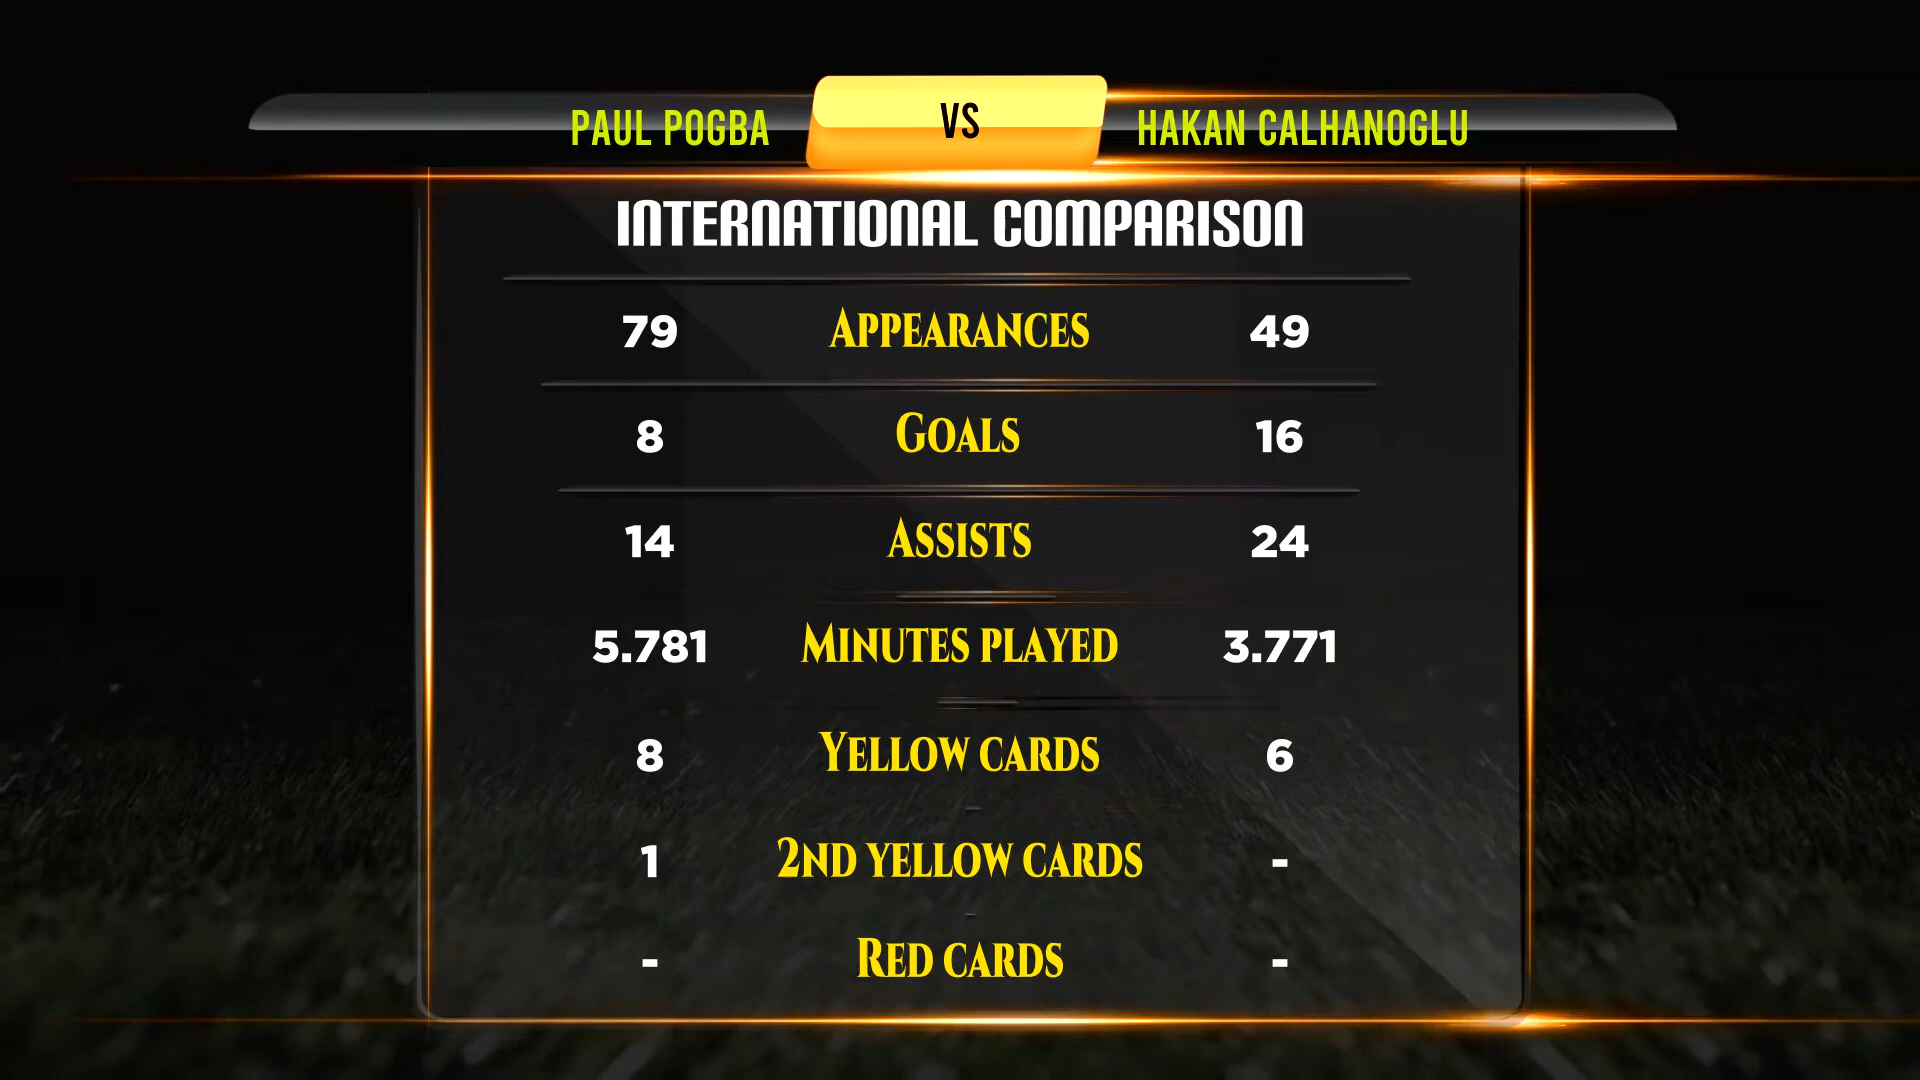 PAUL POGBA VS HAKAN CALHANOGLU
INTERNATIONAL COMPARISON
79 APPEARANCES 49
8 GOALS 16
14 ASSISTS 24
5.781 MINUTES PLAYED 3.771
8 YELLOW CARDS 6
1 2ND YELLOW CARDS -
- RED CARDS -